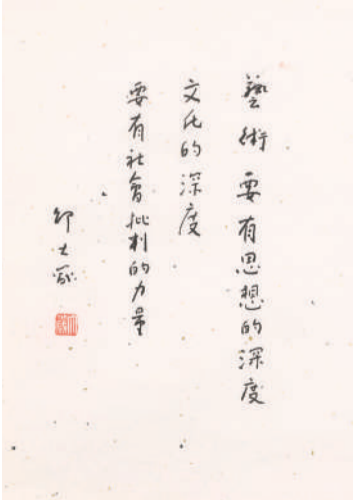 藝術要有思想的深度
文化的深度
要有社會批判的力量